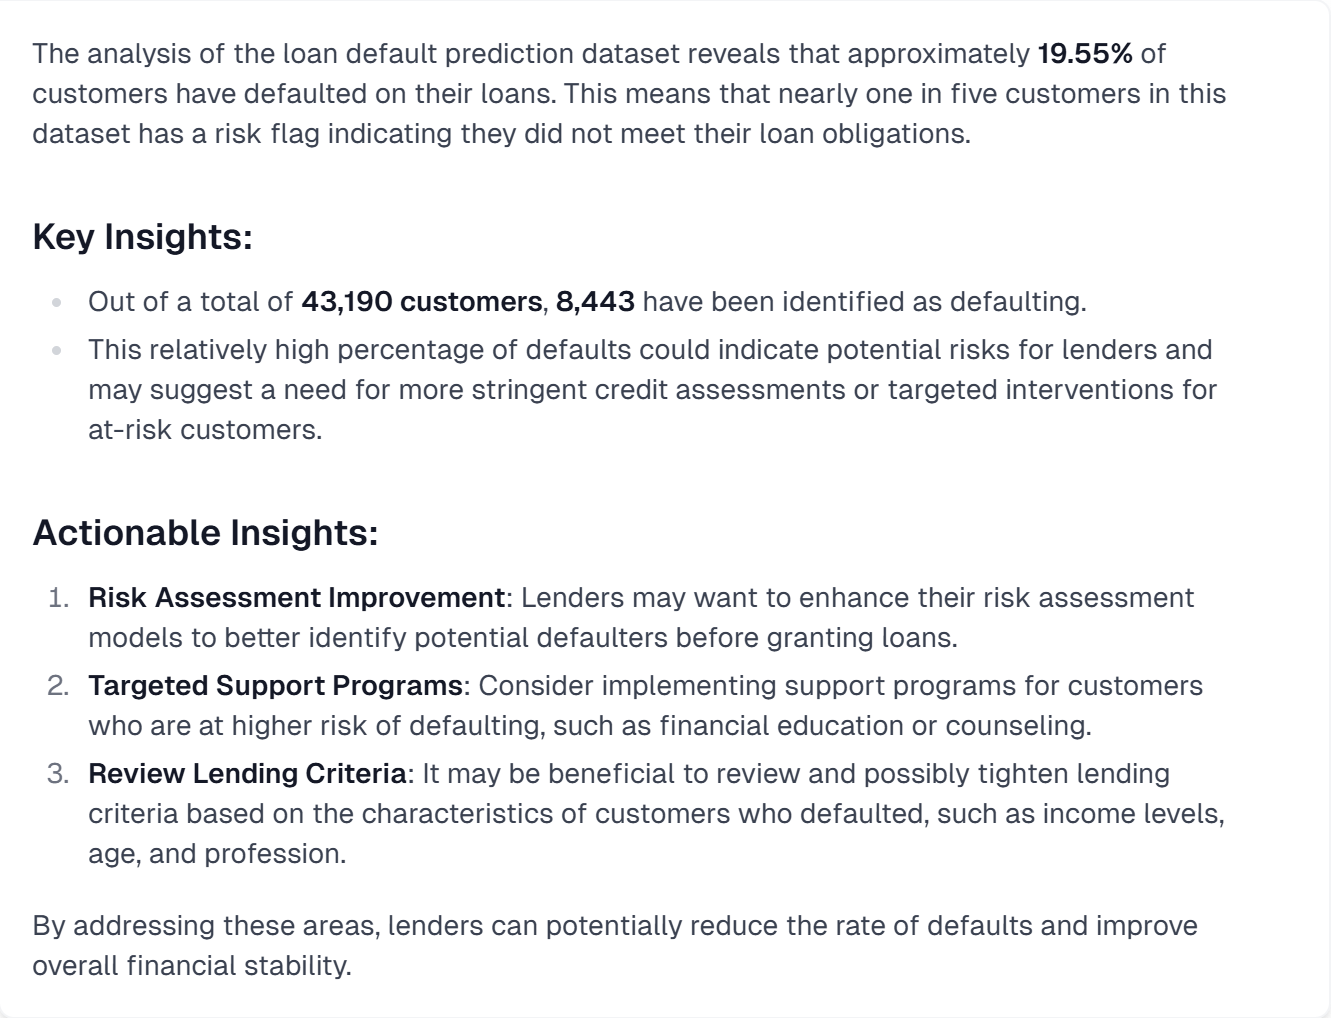 The analysis of the loan default prediction dataset reveals that approximately 19.55% of
customers have defaulted on their loans. This means that nearly one in five customers in this
dataset has a risk flag indicating they did not meet their loan obligations.
Key Insights:
Out of a total of 43,190 customers, 8,443 have been identified as defaulting.
This relatively high percentage of defaults could indicate potential risks for lenders and
may suggest a need for more stringent credit assessments or targeted interventions for
at-risk customers.
Actionable Insights:
1. Risk Assessment Improvement: Lenders may want to enhance their risk assessment
models to better identify potential defaulters before granting loans.
2. Targeted Support Programs: Consider implementing support programs for customers
who are at higher risk of defaulting, such as financial education or counseling.
3. Review Lending Criteria: It may be beneficial to review and possibly tighten lending
criteria based on the characteristics of customers who defaulted, such as income levels,
age, and profession.
By addressing these areas, lenders can potentially reduce the rate of defaults and improve
overall financial stability.